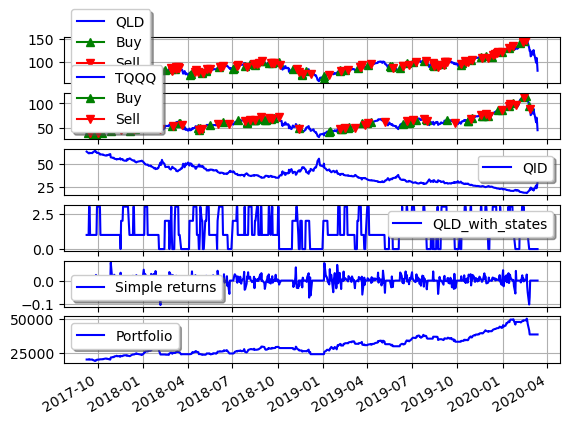 QLD
Buy
Sell
150
100
TQQQ
Buy
Sell
100
50
QID
50
25
QLD_with_states
2.5
0.0
Simple returns
0.0
−0.1
Portfolio
50000
25000
2017-10
2018-01
2018-04
2018-07
2018-10
2019-01
2019-04
2019-07
2019-10
2020-01
2020-04